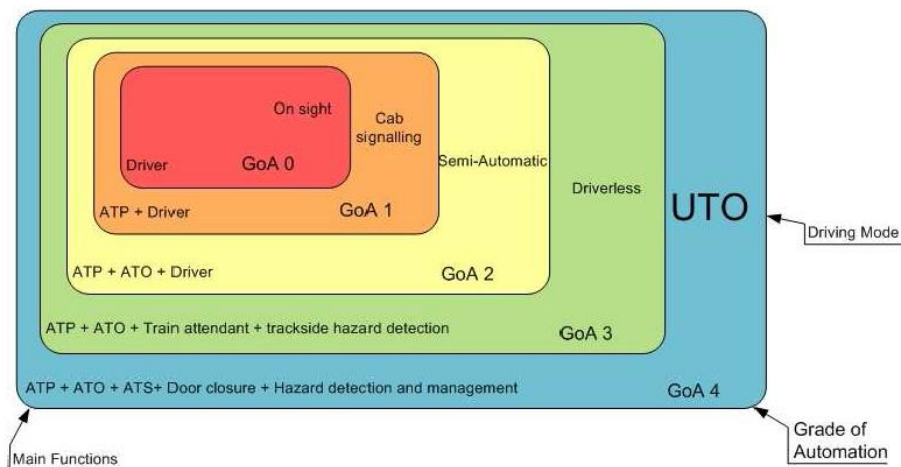 On sight
Driver
GoA 0
Cab
signalling
ATP + Driver
GoA 1
Semi-Automatic
ATP + ATO + Driver
GoA 2
Driverless
ATP + ATO + Train attendant + trackside hazard detection
GoA 3
UTO
ATP + ATO + ATS+ Door closure + Hazard detection and management
GoA 4
Driving Mode
Grade of
Automation
Main Functions